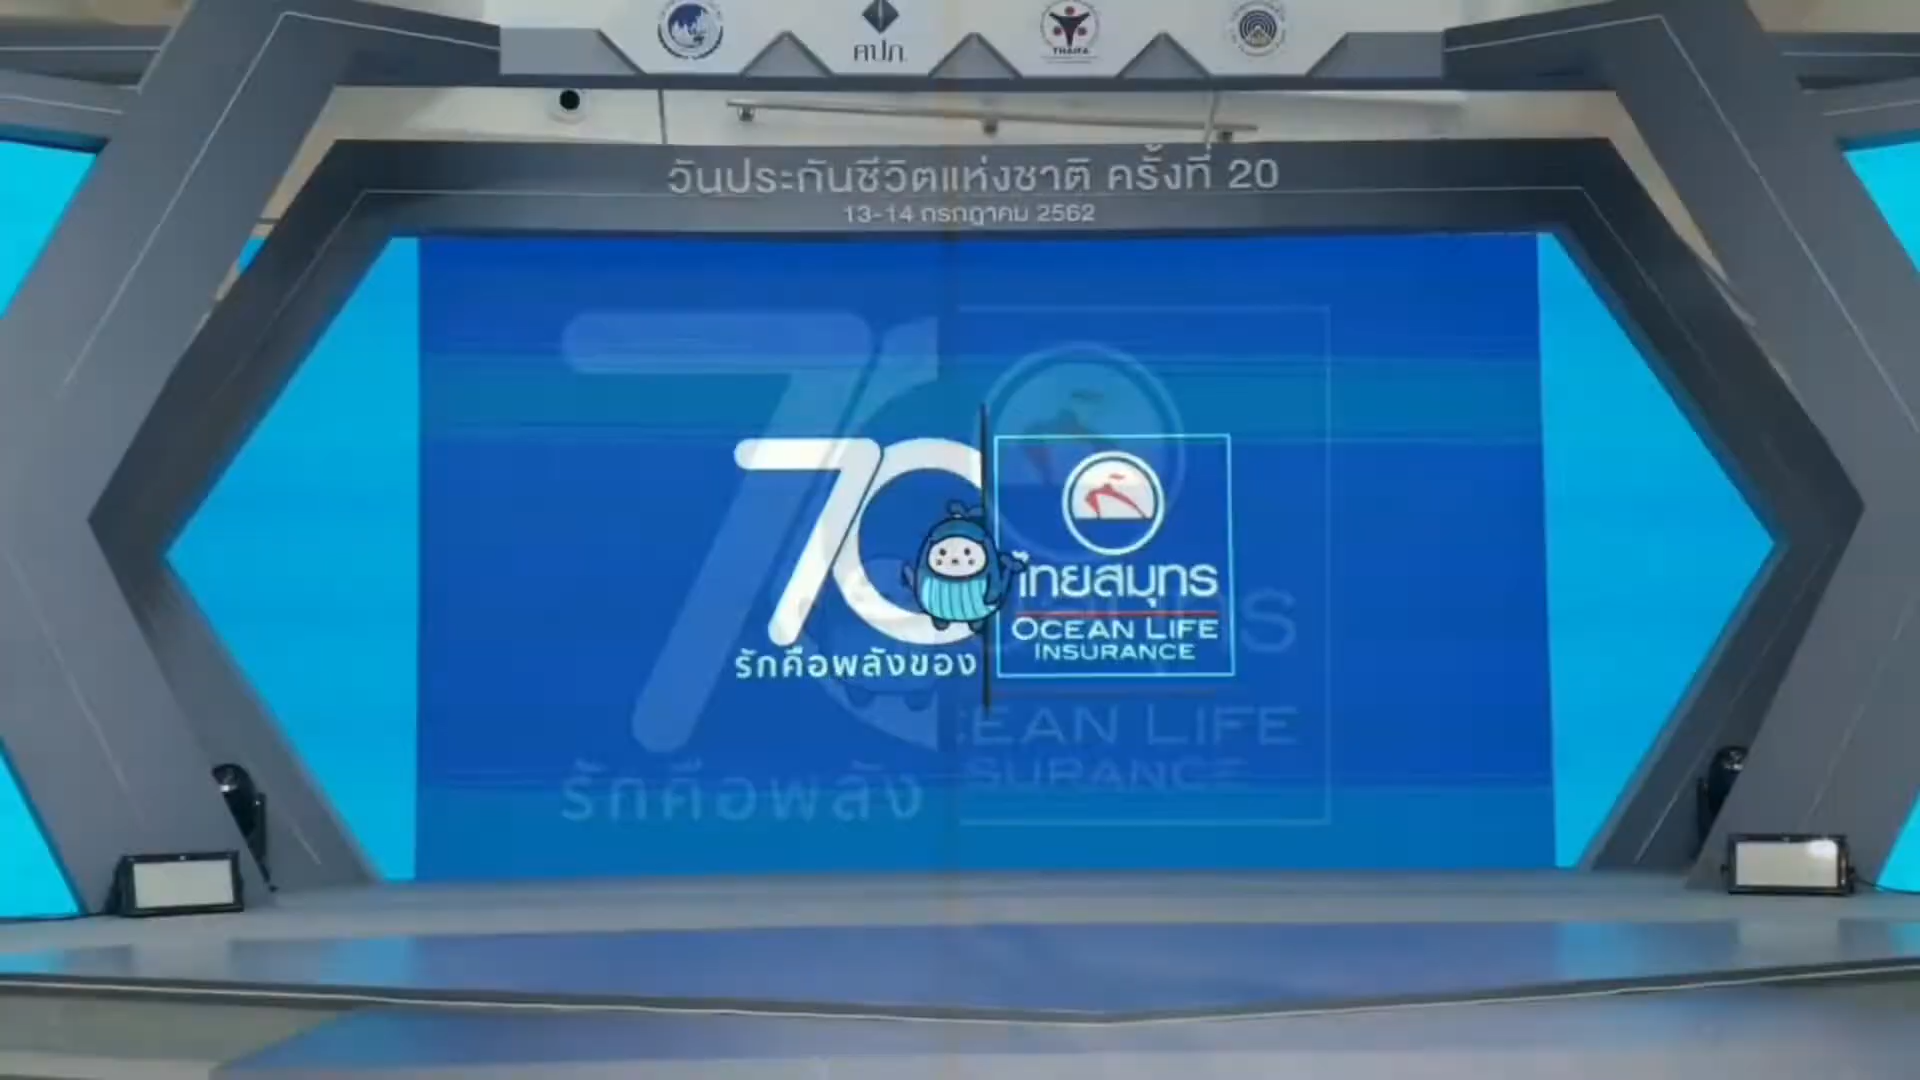 คปภ.
THAIFA
วันประกันชีวิตแห่งชาติ ครั้งที่ 20
13-14 กรกฎาคม 2562
70
รักคือพลังของ
ไทยสมุทร
OCEAN LIFE
INSURANCE
รักคือพลัง
EAN LIFE
SURANCE